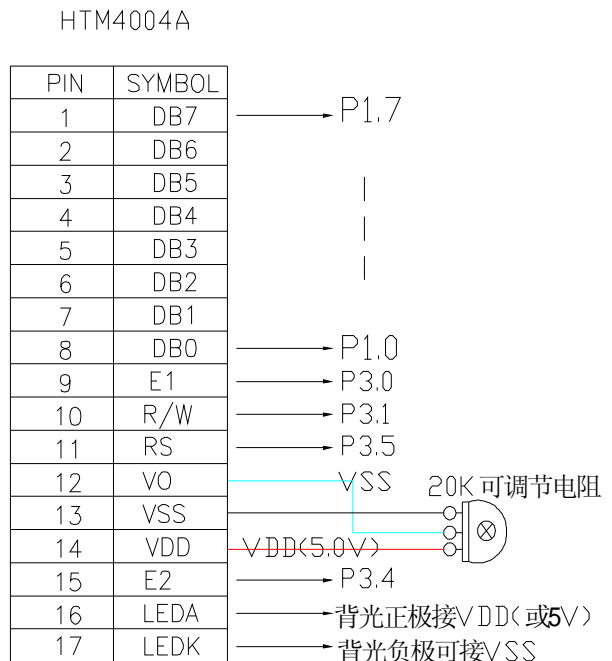 HTM4004A
PIN SYMBOL
1 DB7 P1.7
2 DB6
3 DB5
4 DB4
5 DB3
6 DB2
7 DB1
8 DB0 P1.0
9 E1 P3.0
10 R/W P3.1
11 RS P3.5
12 VO VSS 20K可调节电阻
13 VSS
14 VDD VDD(5.0V)
15 E2 P3.4
16 LEDA 背光正极接VDD(或5V)
17 LEDK 背光负极可接VSS